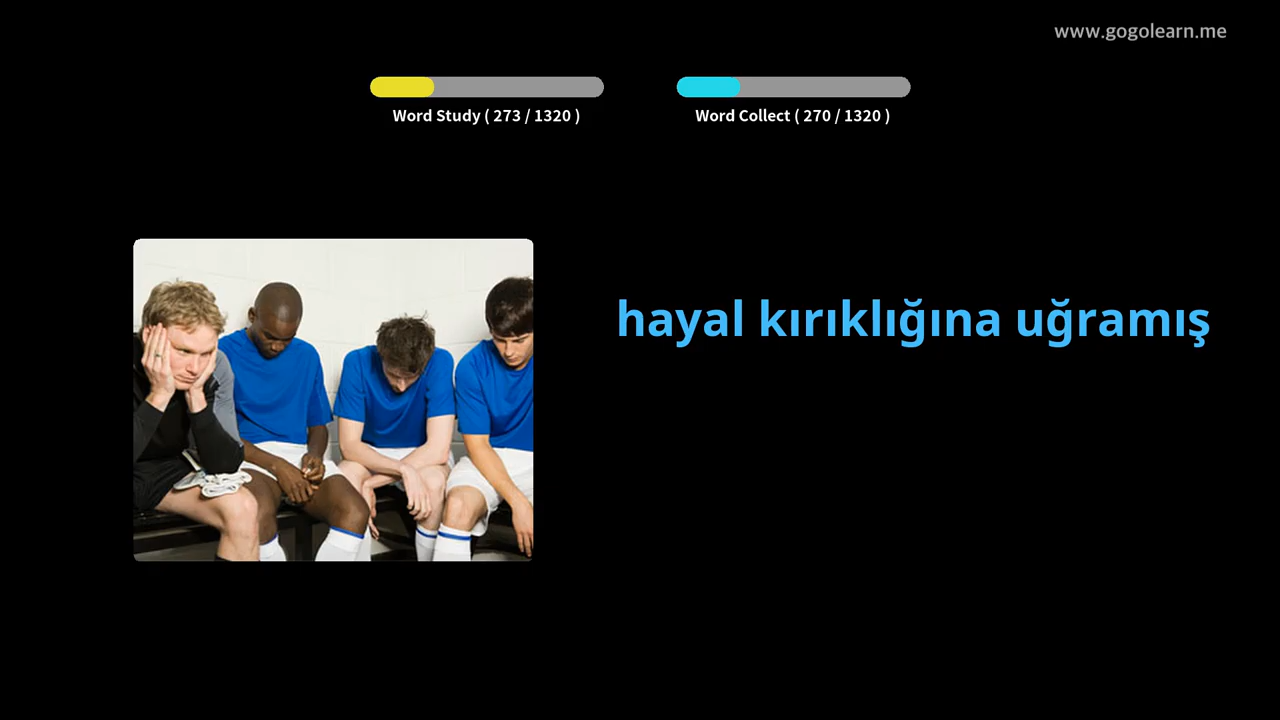 www.gogolearn.me
Word Study ( 273 / 1320 )
Word Collect ( 270 / 1320 )
hayal kırıklığına uğramış